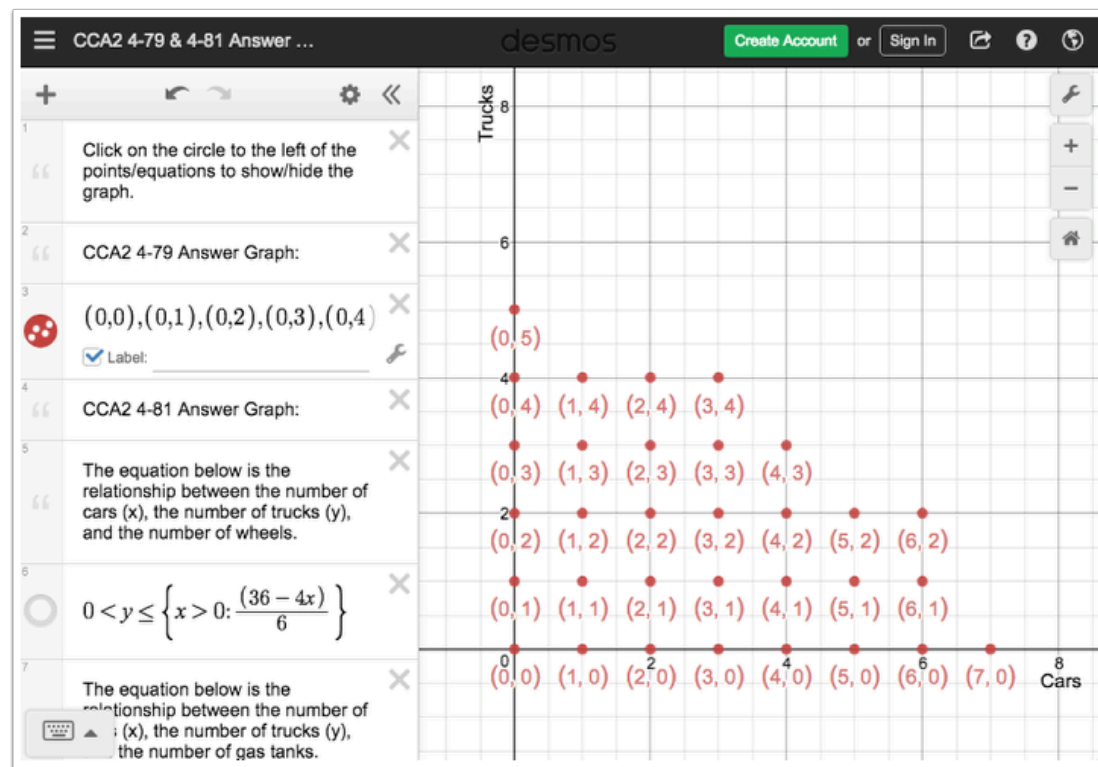 CCA2 4-79 & 4-81 Answer ...
desmos
Create Account or Sign In
1
Click on the circle to the left of the
points/equations to show/hide the
graph.
2
CCA2 4-79 Answer Graph:
3
(0,0),(0,1),(0,2),(0,3),(0,4)
Label:
4
CCA2 4-81 Answer Graph:
5
The equation below is the
relationship between the number of
cars (x), the number of trucks (y),
and the number of wheels.
6
0 < y ≤ {x > 0: (36 − 4x)/6}
7
The equation below is the
relationship between the number of
(x), the number of trucks (y),
the number of gas tanks.
Trucks
8
6
(0, 5)
4
(0, 4) (1, 4) (2, 4) (3, 4)
(0, 3) (1, 3) (2, 3) (3, 3) (4, 3)
2
(0, 2) (1, 2) (2, 2) (3, 2) (4, 2) (5, 2) (6, 2)
(0, 1) (1, 1) (2, 1) (3, 1) (4, 1) (5, 1) (6, 1)
0 2 4 6 8
(0, 0) (1, 0) (2, 0) (3, 0) (4, 0) (5, 0) (6, 0) (7, 0)
Cars